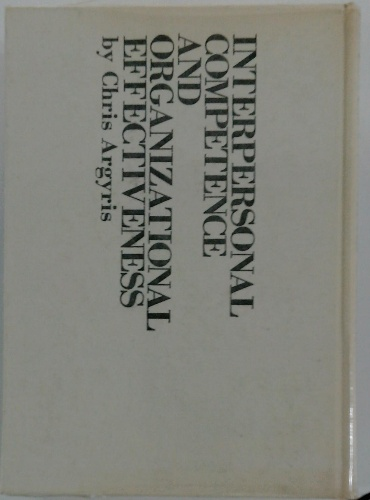 INTERPERSONAL
COMPETENCE
AND
ORGANIZATIONAL
EFFECTIVENESS
by Chris Argyris